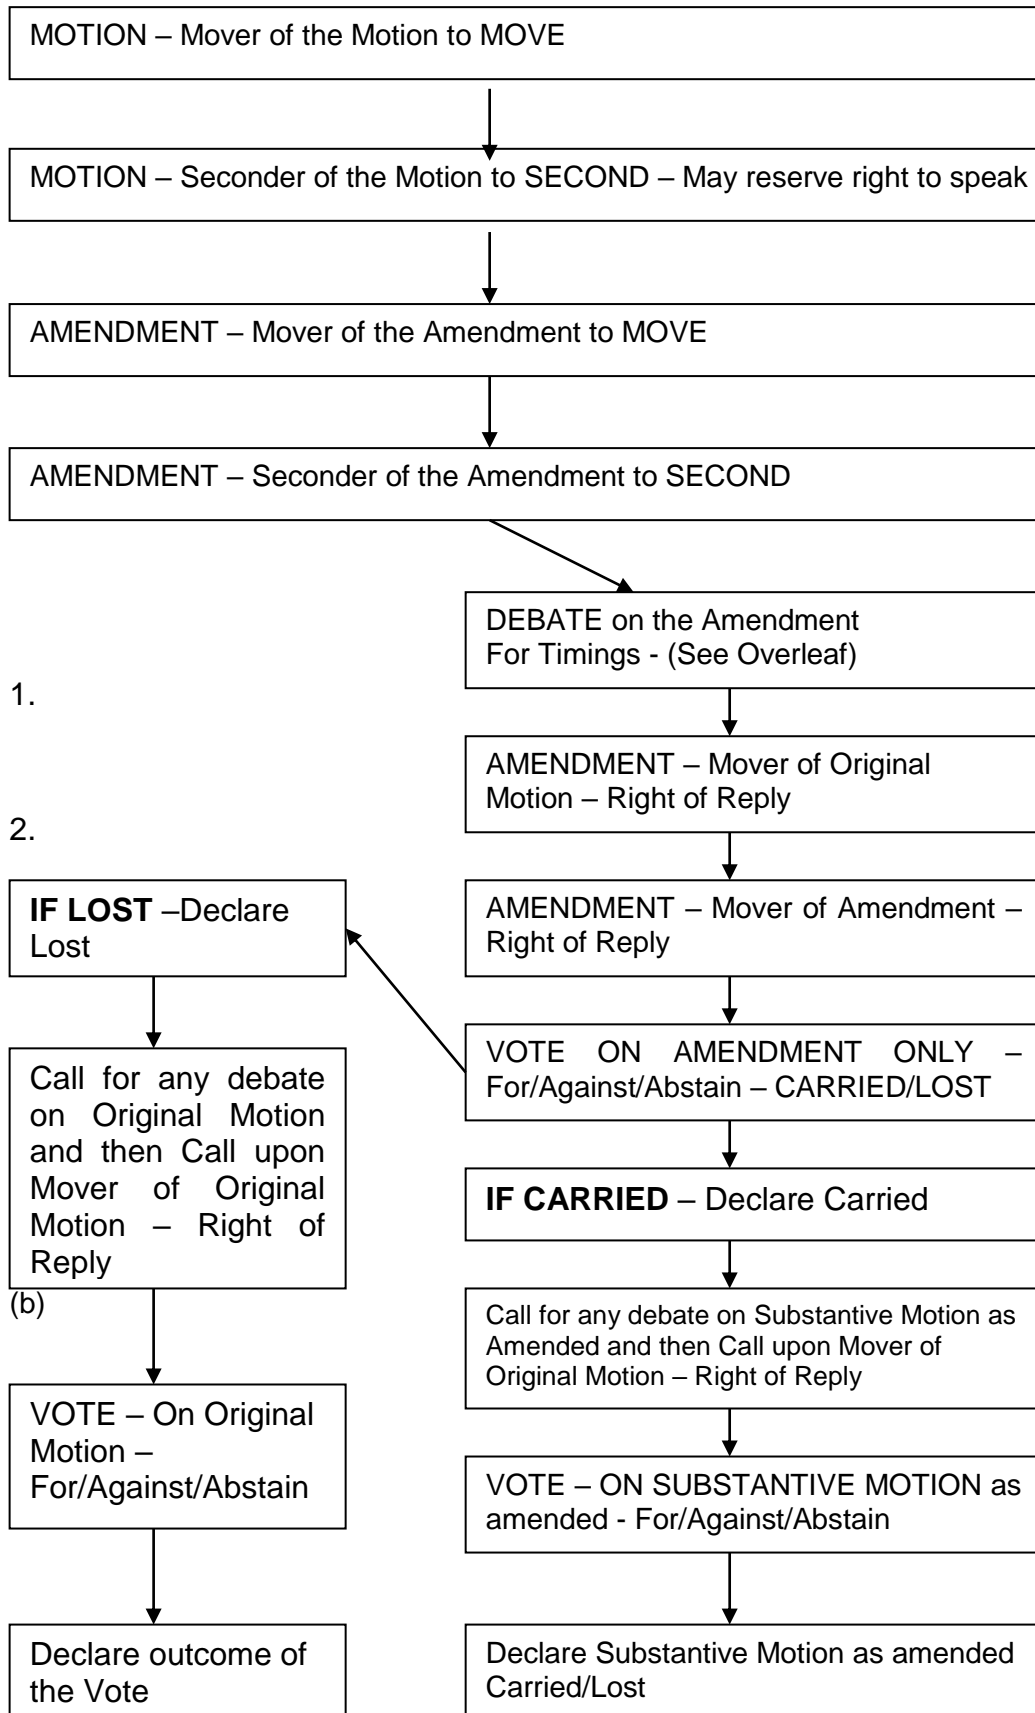 MOTION – Mover of the Motion to MOVE
MOTION – Seconder of the Motion to SECOND – May reserve right to speak
AMENDMENT – Mover of the Amendment to MOVE
AMENDMENT – Seconder of the Amendment to SECOND
DEBATE on the Amendment
For Timings - (See Overleaf)
1.
AMENDMENT – Mover of Original
Motion – Right of Reply
2.
AMENDMENT – Mover of Amendment –
Right of Reply
VOTE ON AMENDMENT ONLY –
For/Against/Abstain – CARRIED/LOST
IF LOST –Declare
Lost
Call for any debate
on Original Motion
and then Call upon
Mover of Original
Motion – Right of
Reply
(b)
VOTE – On Original
Motion –
For/Against/Abstain
Declare outcome of
the Vote
IF CARRIED – Declare Carried
Call for any debate on Substantive Motion as
Amended and then Call upon Mover of
Original Motion – Right of Reply
VOTE – ON SUBSTANTIVE MOTION as
amended - For/Against/Abstain
Declare Substantive Motion as amended
Carried/Lost